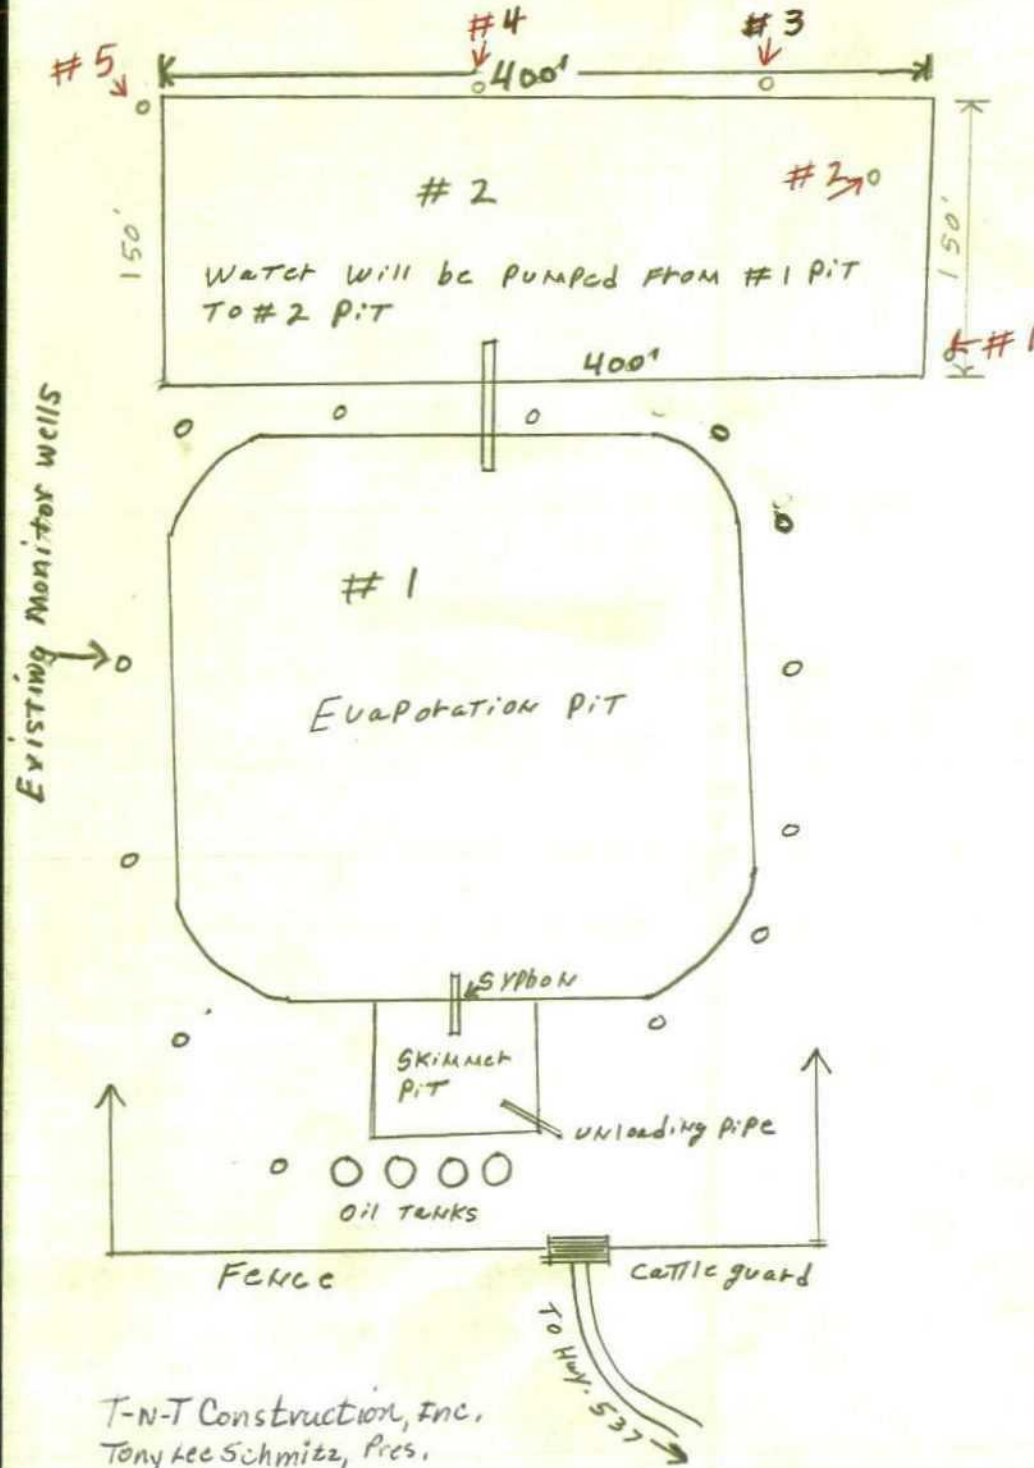 #4
#3
#5
400'
#2
#2
150'
150'
Water will be pumped from #1 pit
to #2 pit
#1
400'
Existing Monitor wells
#1
Evaporation pit
Syphon
Skimmer
pit
unloading pipe
oil tanks
Fence
Cattle guard
To Hwy. 537
T-N-T Construction, Inc.
Tony Lee Schmitz, Pres.